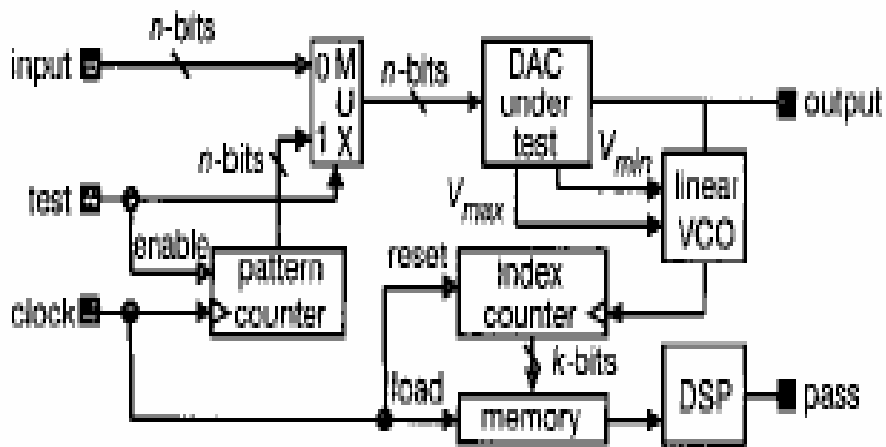 n-bits
input
0 M
U
1 X
n-bits
DAC
under
test
output
n-bits
test
V min
V max
linear
VCO
enable
pattern
counter
reset
index
counter
clock
k-bits
load
memory
DSP
pass